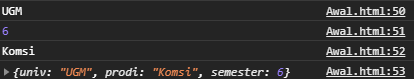 UGM Awal.html:50
6 Awal.html:51
Komsi Awal.html:52
{univ: "UGM", prodi: "Komsi", semester: 6} Awal.html:53